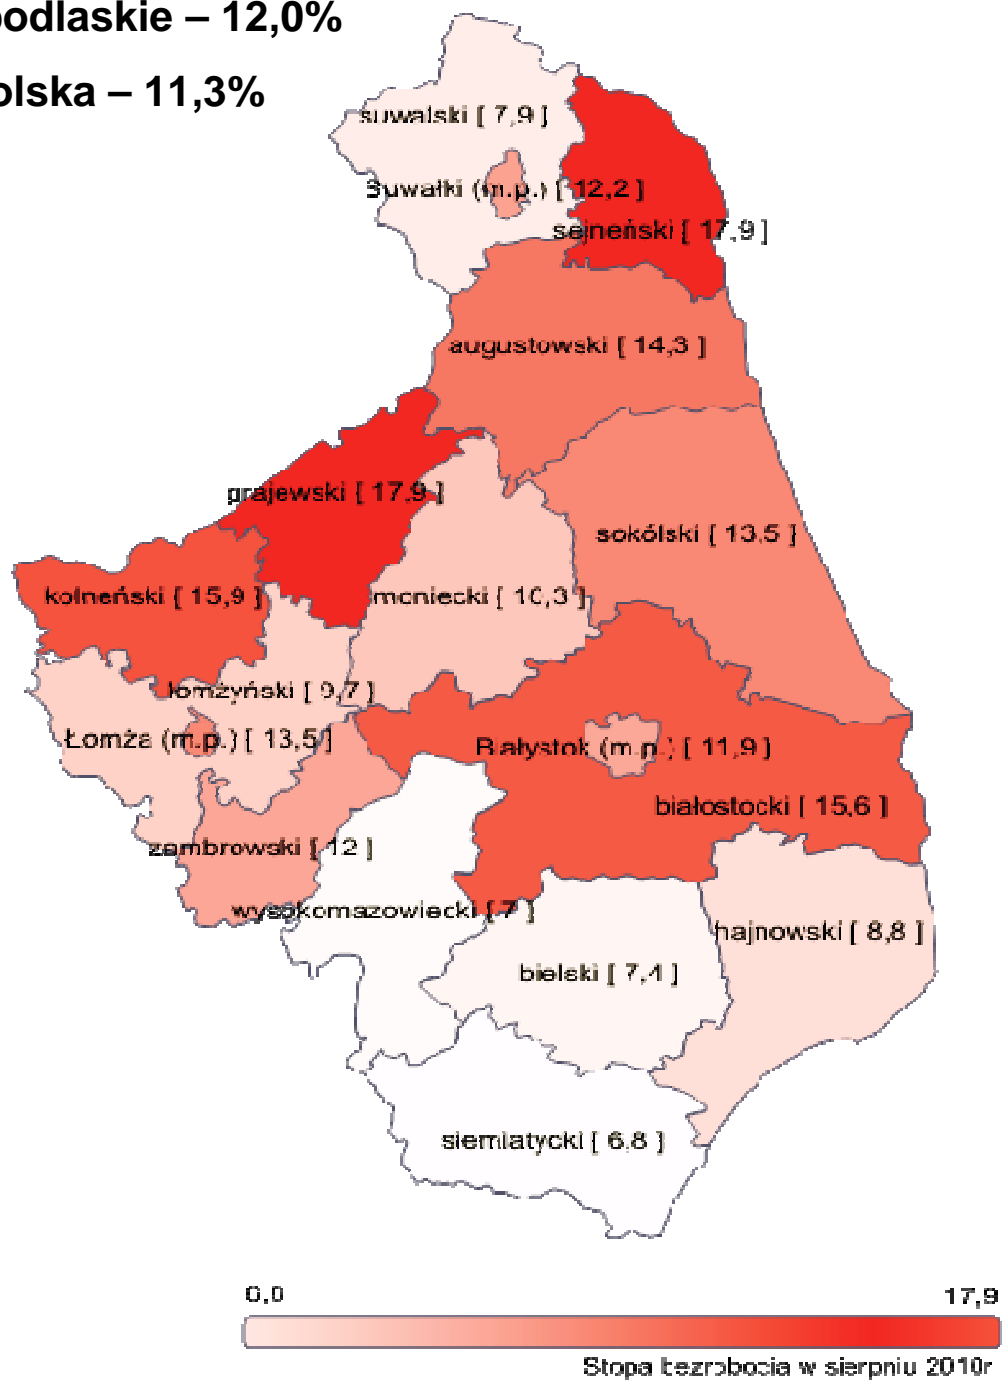 podlaskie – 12,0%
olska – 11,3%
suwalski [ 7,9 ]
Suwałki (m.p.) [ 12,2 ]
sejneński [ 17,9 ]
augustowski [ 14,3 ]
grajewski [ 17,9 ]
sokólski [ 13,5 ]
kolneński [ 15,9 ]
moniecki [ 10,3 ]
łomżyński [ 9,7 ]
Łomża (m.p.) [ 13,5 ]
Białystok (m.p.) [ 11,9 ]
białostocki [ 15,6 ]
zambrowski [ 12 ]
wysokomazowiecki [ 7 ]
hajnowski [ 8,8 ]
bielski [ 7,4 ]
siemiatycki [ 6,8 ]
0,0
17,9
Stopa bezrobocia w sierpniu 2010r